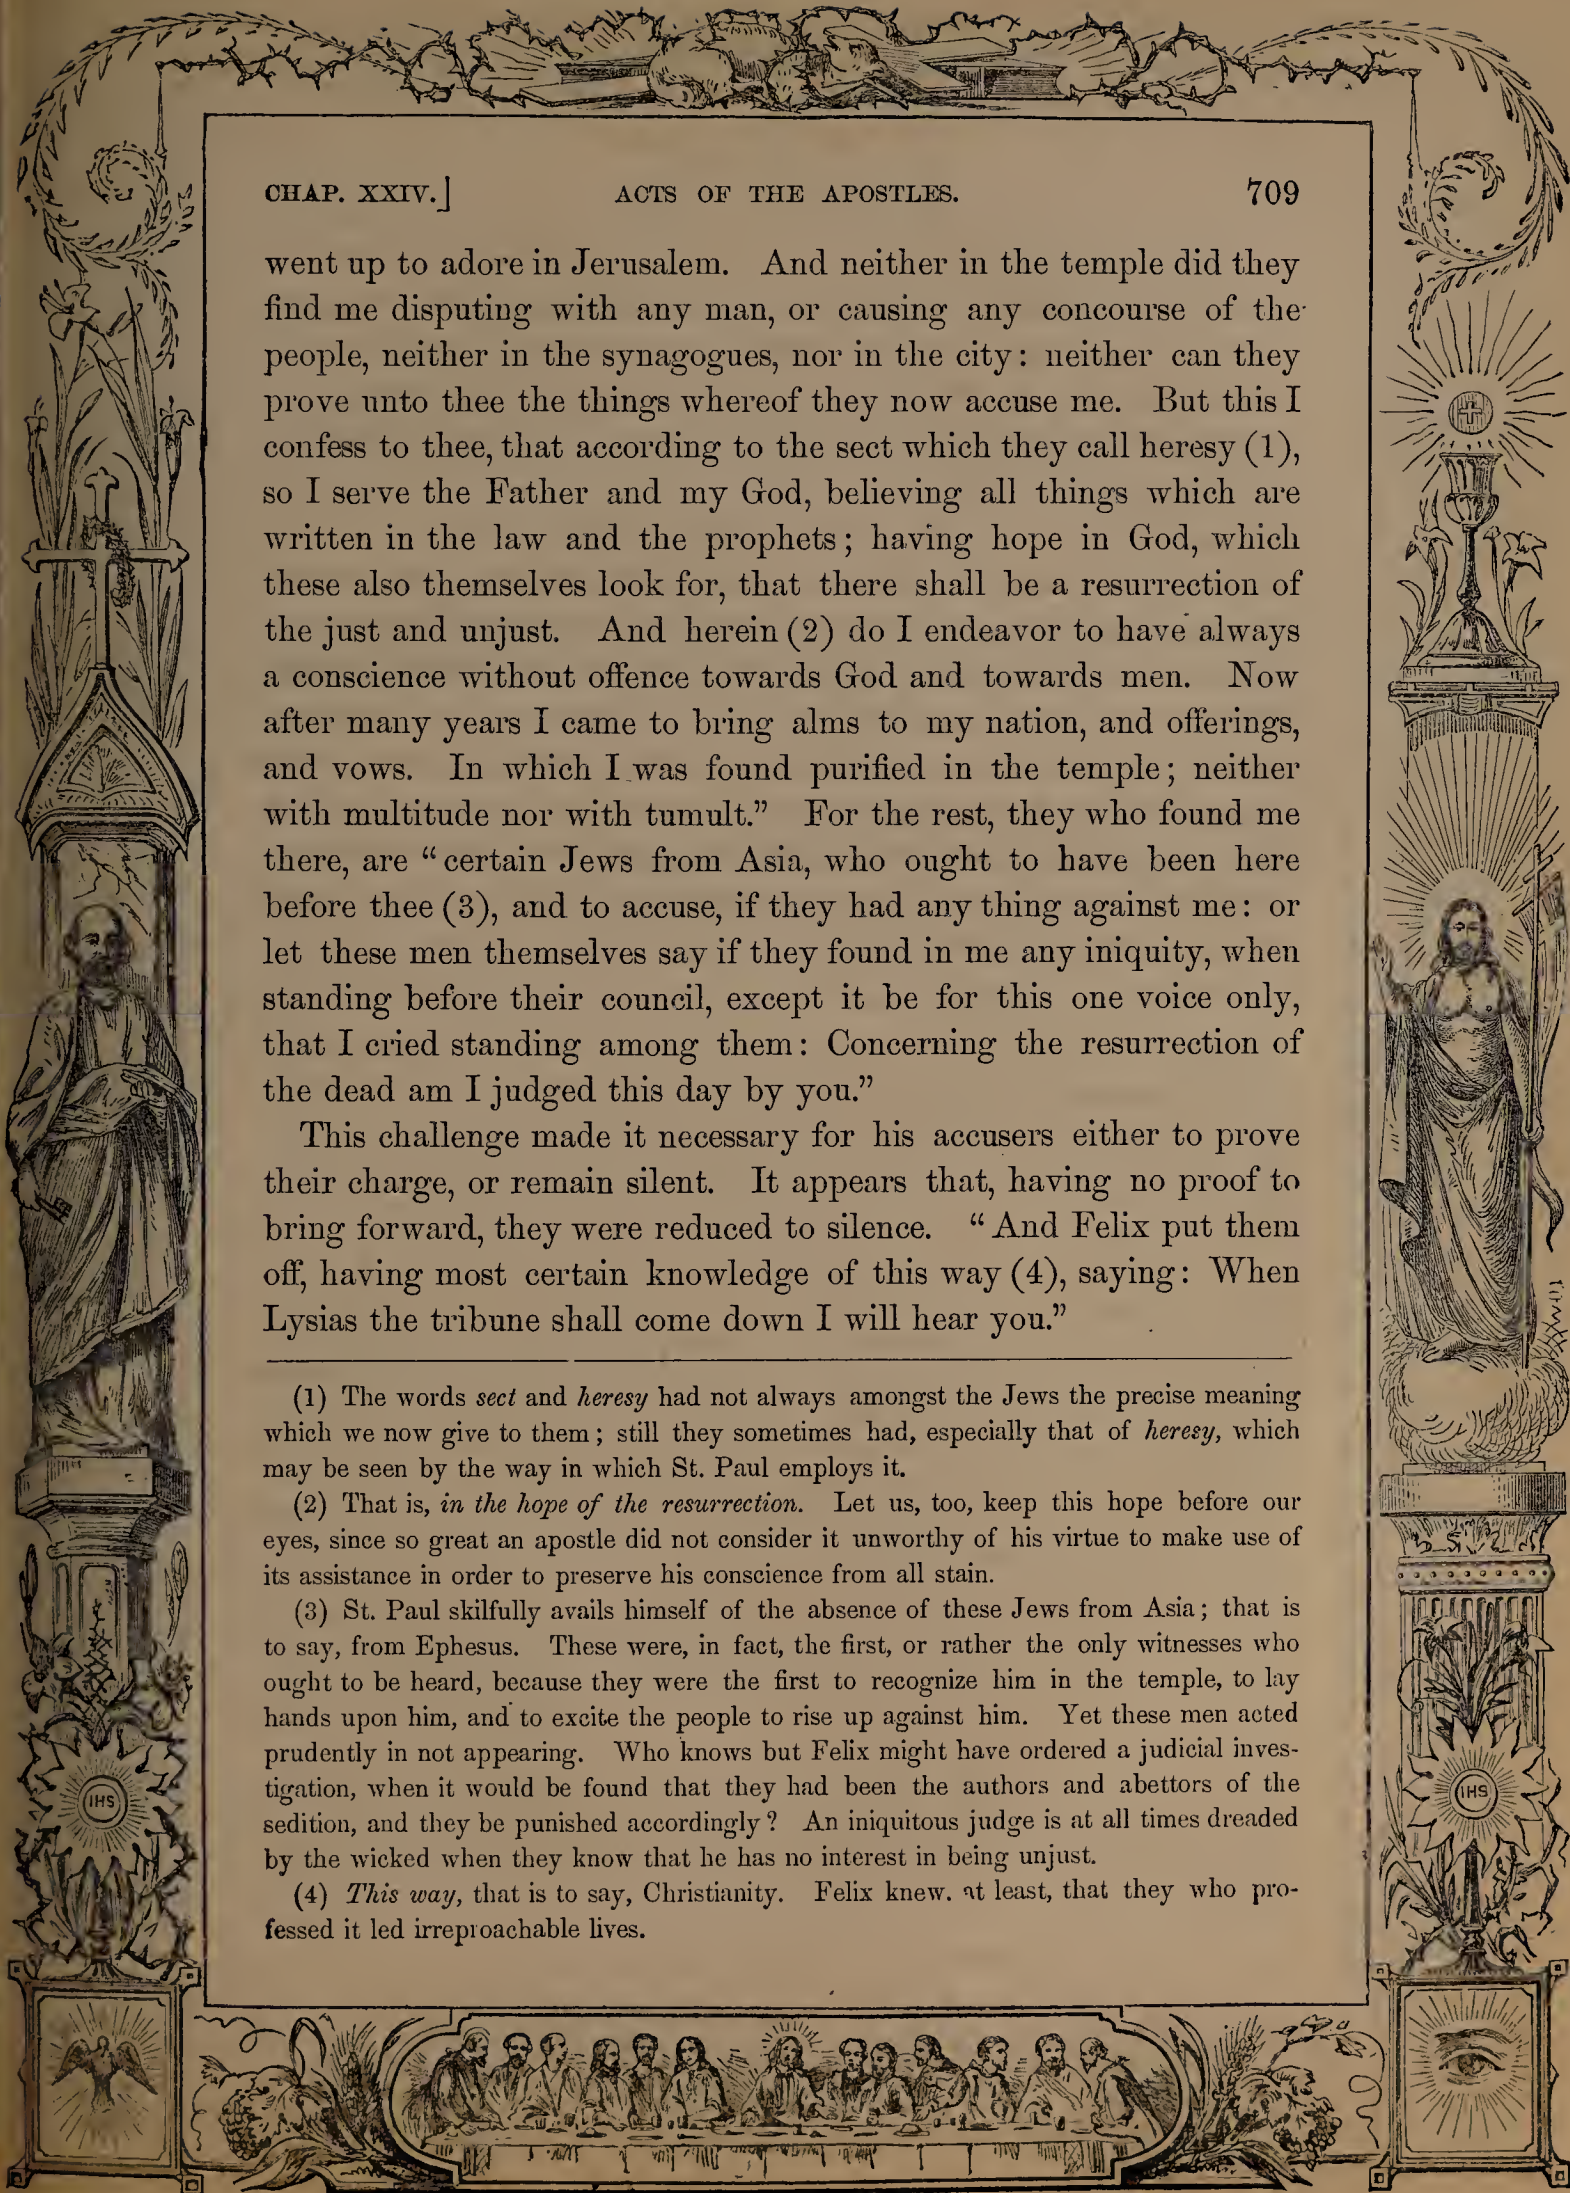 CHAP. XXIV.] ACTS OF THE APOSTLES. 709
went up to adore in Jerusalem. And neither in the temple did they
find me disputing with any man, or causing any concourse of the
people, neither in the synagogues, nor in the city: neither can they
prove unto thee the things whereof they now accuse me. But this I
confess to thee, that according to the sect which they call heresy (1),
so I serve the Father and my God, believing all things which are
written in the law and the prophets; having hope in God, which
these also themselves look for, that there shall be a resurrection of
the just and unjust. And herein (2) do I endeavor to have always
a conscience without offence towards God and towards men. Now
after many years I came to bring alms to my nation, and offerings,
and vows. In which I was found purified in the temple; neither
with multitude nor with tumult.” For the rest, they who found me
there, are “certain Jews from Asia, who ought to have been here
before thee (3), and to accuse, if they had any thing against me: or
let these men themselves say if they found in me any iniquity, when
standing before their council, except it be for this one voice only,
that I cried standing among them: Concerning the resurrection of
the dead am I judged this day by you.”
This challenge made it necessary for his accusers either to prove
their charge, or remain silent. It appears that, having no proof to
bring forward, they were reduced to silence. “And Felix put them
off, having most certain knowledge of this way (4), saying: When
Lysias the tribune shall come down I will hear you.”
(1) The words sect and heresy had not always amongst the Jews the precise meaning
which we now give to them; still they sometimes had, especially that of heresy, which
may be seen by the way in which St. Paul employs it.
(2) That is, in the hope of the resurrection. Let us, too, keep this hope before our
eyes, since so great an apostle did not consider it unworthy of his virtue to make use of
its assistance in order to preserve his conscience from all stain.
(3) St. Paul skilfully avails himself of the absence of these Jews from Asia; that is
to say, from Ephesus. These were, in fact, the first, or rather the only witnesses who
ought to be heard, because they were the first to recognize him in the temple, to lay
hands upon him, and to excite the people to rise up against him. Yet these men acted
prudently in not appearing. Who knows but Felix might have ordered a judicial inves-
tigation, when it would be found that they had been the authors and abettors of the
sedition, and they be punished accordingly? An iniquitous judge is at all times dreaded
by the wicked when they know that he has no interest in being unjust.
(4) This way, that is to say, Christianity. Felix knew. at least, that they who pro-
fessed it led irreproachable lives.
IHS
IHS